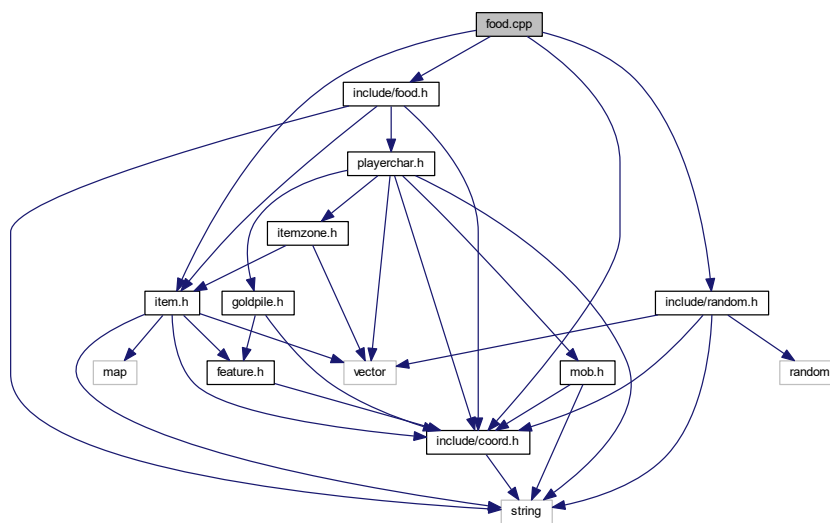 food.cpp
include/food.h
playerchar.h
itemzone.h
item.h
goldpile.h
include/random.h
map
feature.h
vector
mob.h
random
include/coord.h
string